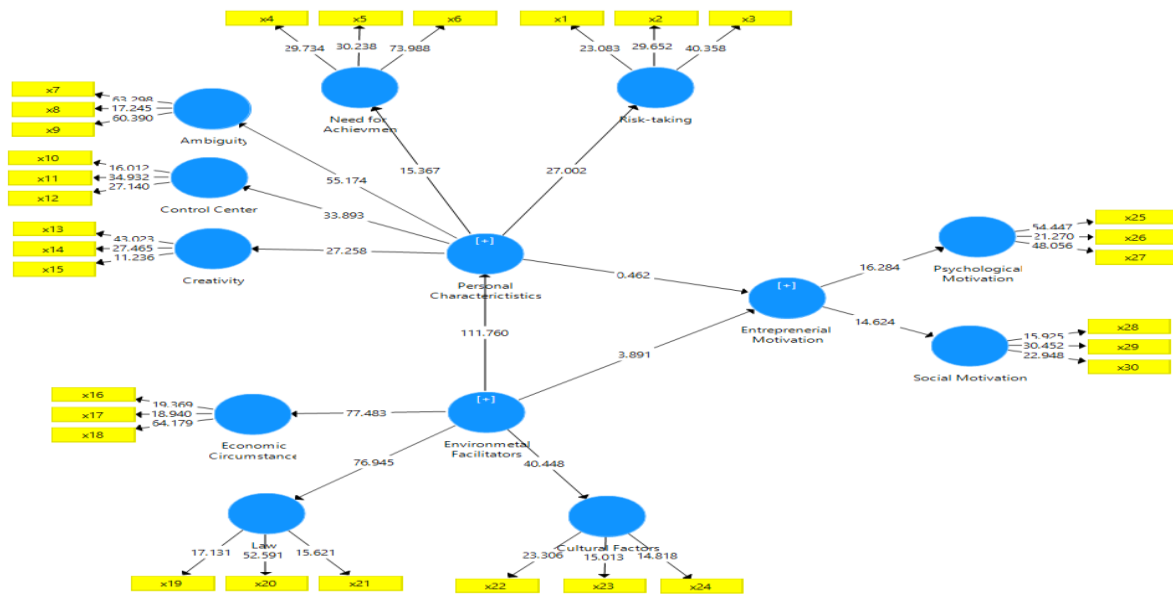 x4 x5 x6 x1 x2 x3
29.734 30.238 73.988 23.083 29.652 40.358
x7
x8
x9
63.298
17.245
60.390
Ambiguity
Need for
Achievmen
Risk-taking
x10
x11
x12
16.012
34.932
27.140
Control Center
55.174
15.367
27.002
33.893
x13
x14
x15
43.023
27.465
11.236
Creativity
27.258
[+]
Personal
Characterictistics
0.462
[+]
Entreprenerial
Motivation
16.284
14.624
Psychological
Motivation
54.447
21.270
48.056
x25
x26
x27
Social Motivation
15.925
30.452
22.948
x28
x29
x30
111.760
3.891
x16
x17
x18
19.369
18.940
64.179
Economic
Circumstance
77.483
[+]
Environmetal
Facilitators
76.945
40.448
Law
17.131 52.591 15.621
x19 x20 x21
Cultural Factors
23.306 15.013 14.818
x22 x23 x24